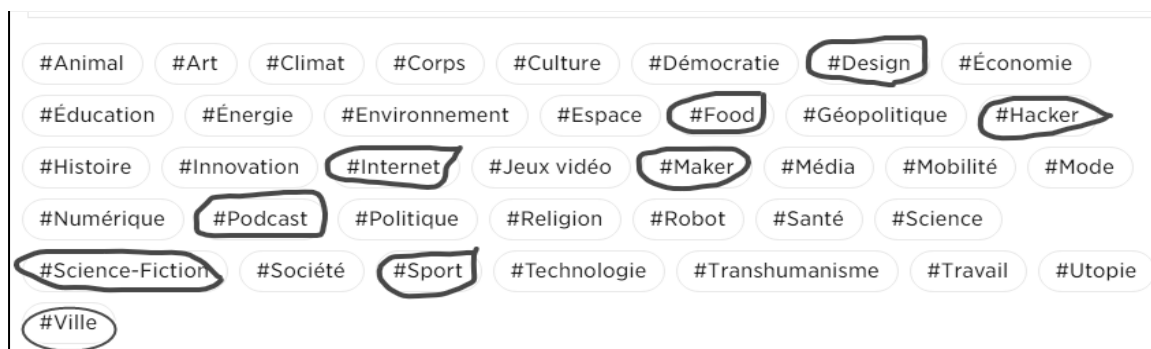 #Animal #Art #Climat #Corps #Culture #Démocratie #Design #Économie
#Éducation #Énergie #Environnement #Espace #Food #Géopolitique #Hacker
#Histoire #Innovation #Internet #Jeux vidéo #Maker #Média #Mobilité #Mode
#Numérique #Podcast #Politique #Religion #Robot #Santé #Science
#Science-Fiction #Société #Sport #Technologie #Transhumanisme #Travail #Utopie
#Ville